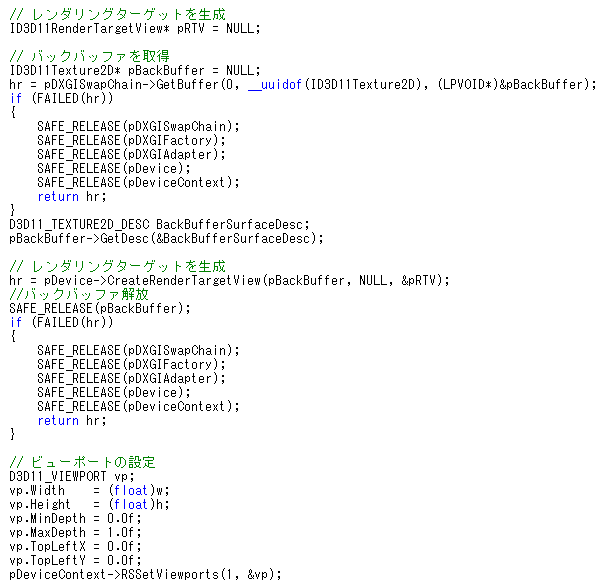 // レンダリングターゲットを生成
ID3D11RenderTargetView* pRTV = NULL;
// バックバッファを取得
ID3D11Texture2D* pBackBuffer = NULL;
hr = pDXGISwapChain->GetBuffer(0, __uuidof(ID3D11Texture2D), (LPVOID*)&pBackBuffer);
if (FAILED(hr))
{
    SAFE_RELEASE(pDXGISwapChain);
    SAFE_RELEASE(pDXGIFactory);
    SAFE_RELEASE(pDXGIAdapter);
    SAFE_RELEASE(pDevice);
    SAFE_RELEASE(pDeviceContext);
    return hr;
}
D3D11_TEXTURE2D_DESC BackBufferSurfaceDesc;
pBackBuffer->GetDesc(&BackBufferSurfaceDesc);
// レンダリングターゲットを生成
hr = pDevice->CreateRenderTargetView(pBackBuffer, NULL, &pRTV);
//バックバッファ解放
SAFE_RELEASE(pBackBuffer);
if (FAILED(hr))
{
    SAFE_RELEASE(pDXGISwapChain);
    SAFE_RELEASE(pDXGIFactory);
    SAFE_RELEASE(pDXGIAdapter);
    SAFE_RELEASE(pDevice);
    SAFE_RELEASE(pDeviceContext);
    return hr;
}
// ビューポートの設定
D3D11_VIEWPORT vp;
vp.Width    = (float)w;
vp.Height   = (float)h;
vp.MinDepth = 0.0f;
vp.MaxDepth = 1.0f;
vp.TopLeftX = 0.0f;
vp.TopLeftY = 0.0f;
pDeviceContext->RSSetViewports(1, &vp);